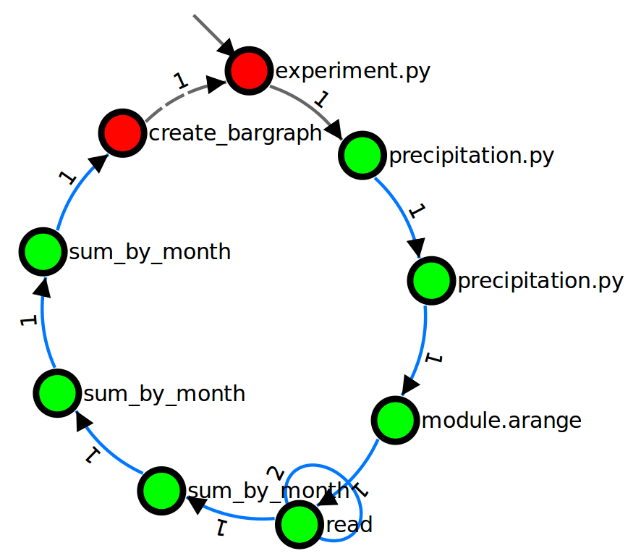 1
experiment.py
1
create_bargraph
precipitation.py
1
1
sum_by_month
precipitation.py
1
1
sum_by_month
module.arange
1
2
1
sum_by_month
read
1